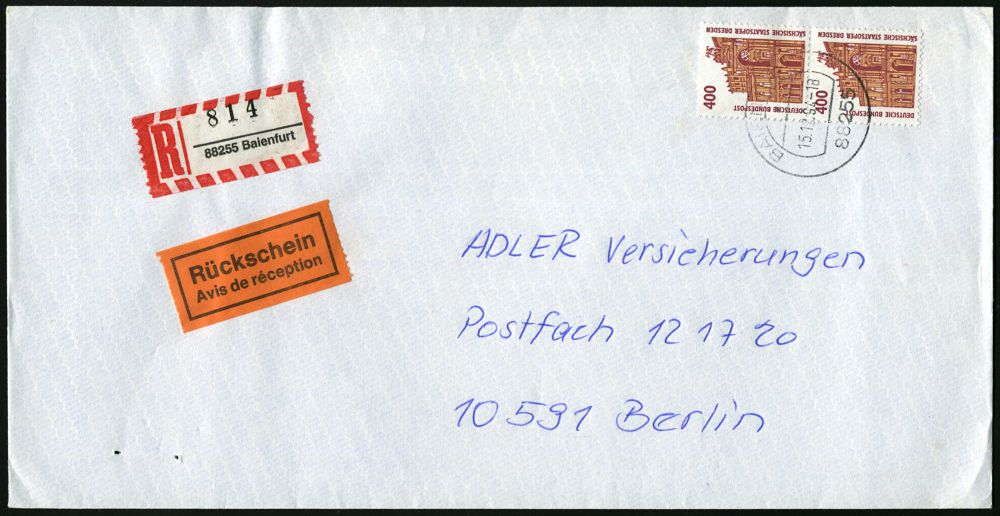 SÄCHSISCHE STAATSOPER DRESDEN
400
DEUTSCHE BUNDESPOST
SÄCHSISCHE STAATSOPER DRESDEN
400
DEUTSCHE BUNDESPOST
88255
R
814
88255 Baienfurt
Rückschein
Avis de réception
ADLER Versicherungen
Postfach 12 17 20
10591 Berlin